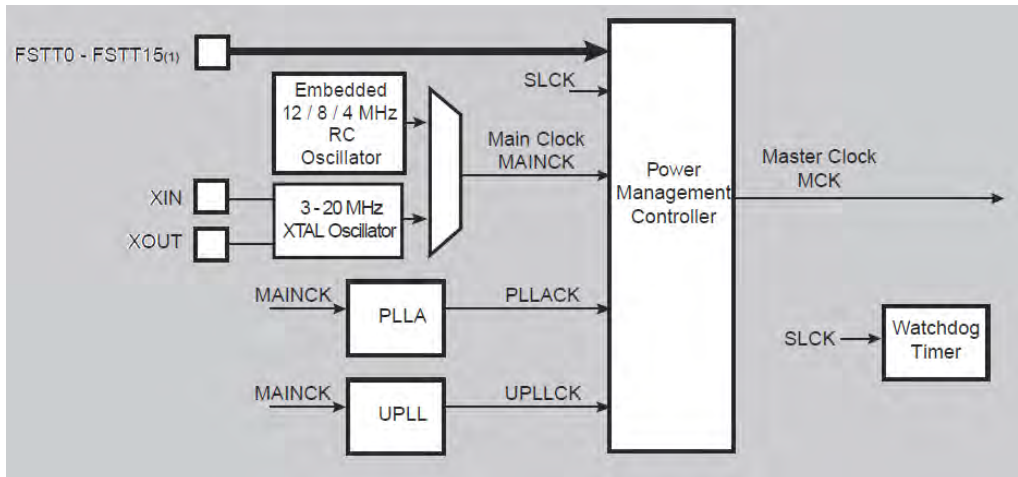 FSTT0 - FSTT15(1)
SLCK
Embedded
12 / 8 / 4 MHz
RC
Oscillator
Main Clock
MAINCK
Power
Management
Controller
Master Clock
MCK
XIN
XOUT
3 - 20 MHz
XTAL Oscillator
MAINCK
PLLA
PLLACK
SLCK
Watchdog
Timer
MAINCK
UPLL
UPLLCK